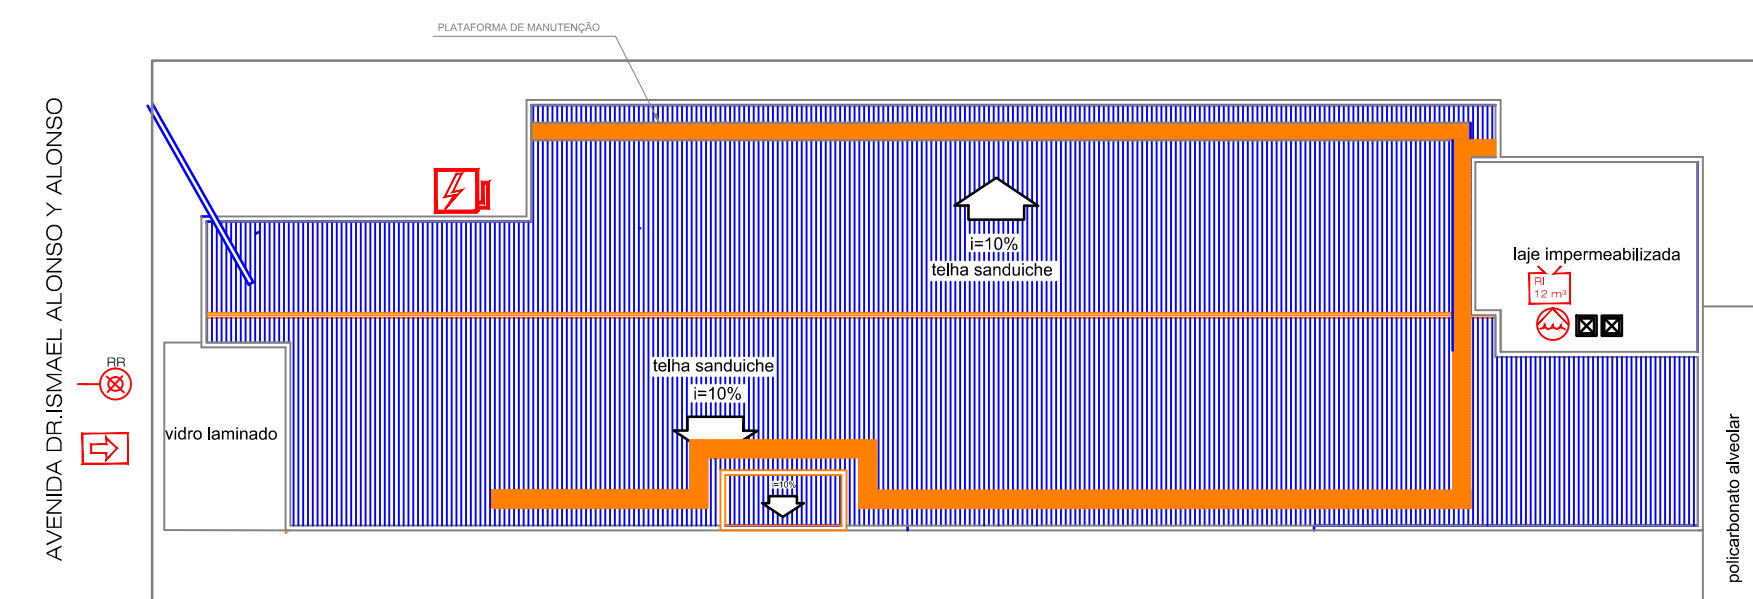 PLATAFORMA DE MANUTENÇÃO
AVENIDA DR.ISMAEL ALONSO Y ALONSO
i=10%
telha sanduiche
laje impermeabilizada
RI
12 m³
RR
telha sanduiche
i=10%
vidro laminado
i=10%
policarbonato alveolar